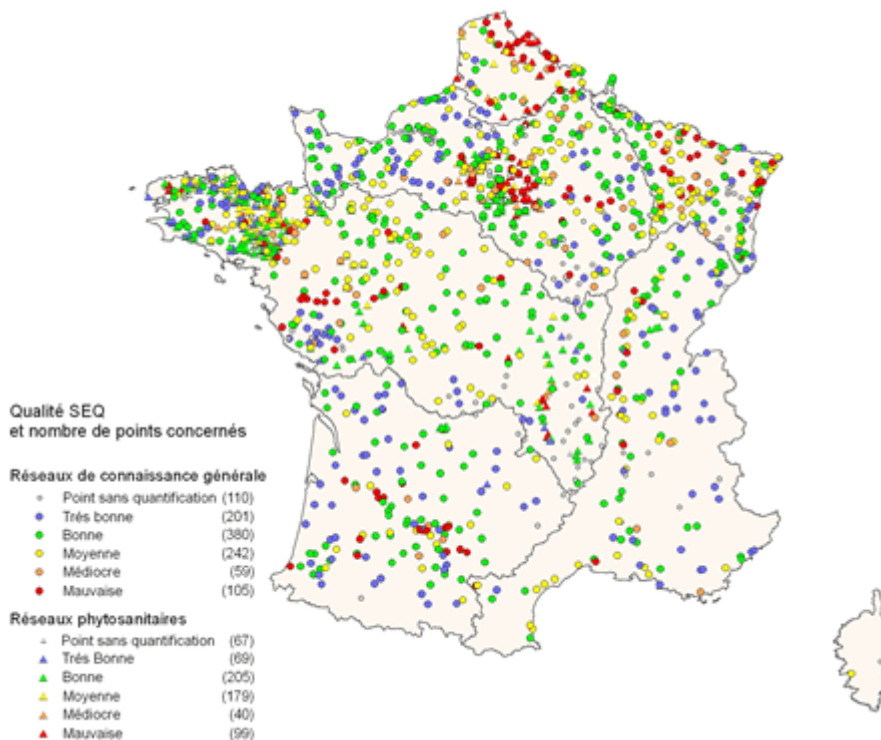 Qualité SEQ
et nombre de points concernés
Réseaux de connaissance générale
Point sans quantification (110)
Trés bonne (201)
Bonne (380)
Moyenne (242)
Médiocre (59)
Mauvaise (105)
Réseaux phytosanitaires
Point sans quantification (67)
Trés Bonne (69)
Bonne (205)
Moyenne (179)
Médiocre (40)
Mauvaise (99)